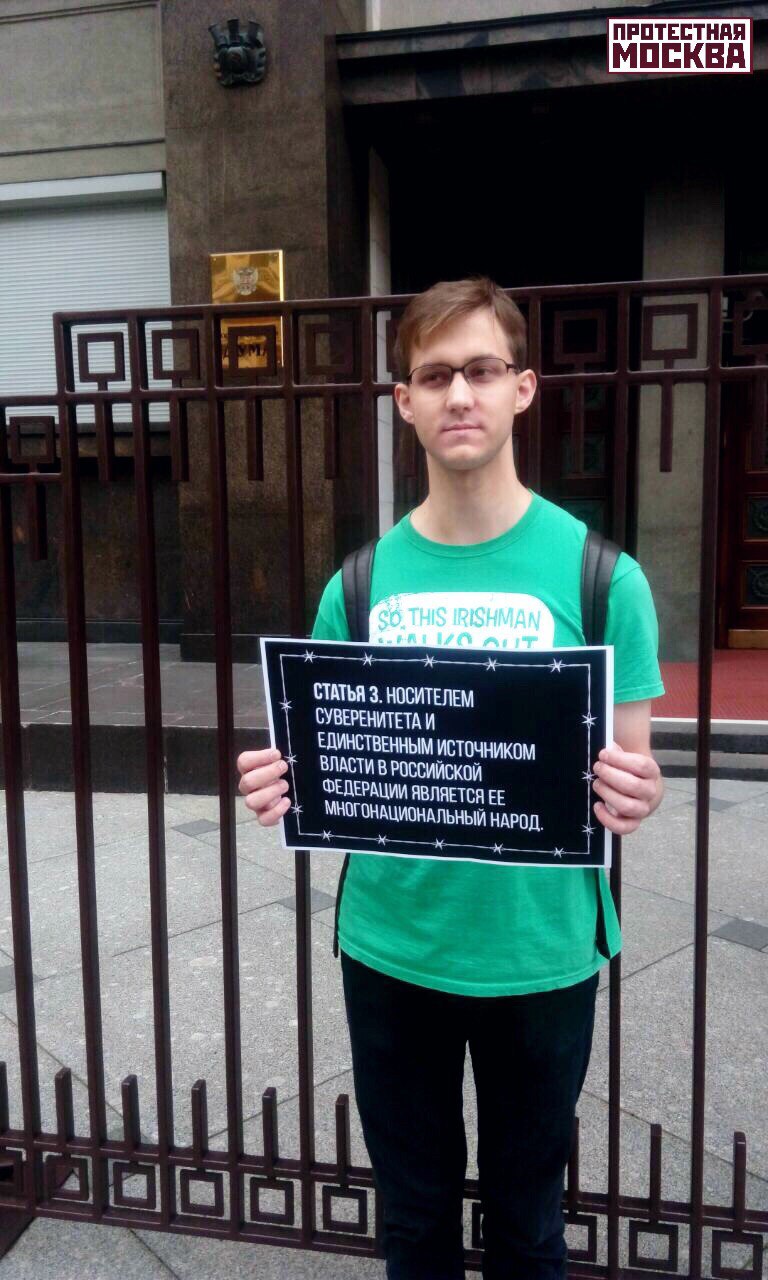 ПРОТЕСТНАЯ
МОСКВА
SO, THIS IRISHMAN
WALKS OUT
СТАТЬЯ 3. НОСИТЕЛЕМ
СУВЕРЕНИТЕТА И
ЕДИНСТВЕННЫМ ИСТОЧНИКОМ
ВЛАСТИ В РОССИЙСКОЙ
ФЕДЕРАЦИИ ЯВЛЯЕТСЯ ЕЕ
МНОГОНАЦИОНАЛЬНЫЙ НАРОД.